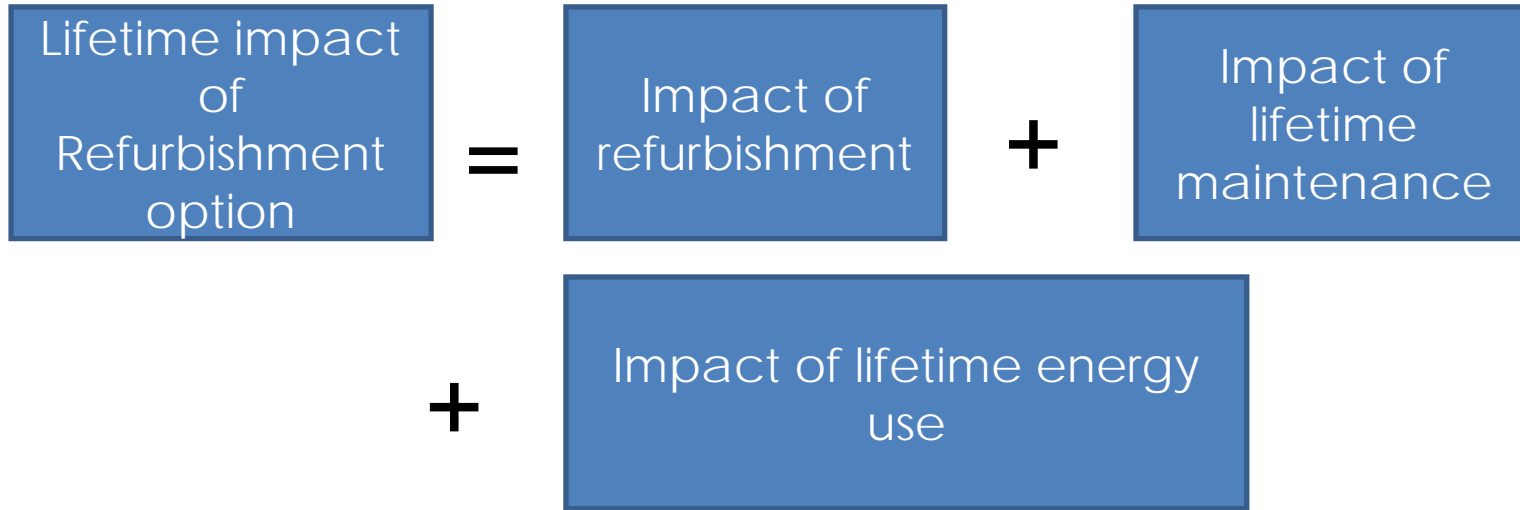 Lifetime impact
of
Refurbishment
option
=
Impact of
refurbishment
+
Impact of
lifetime
maintenance
+
Impact of lifetime energy
use